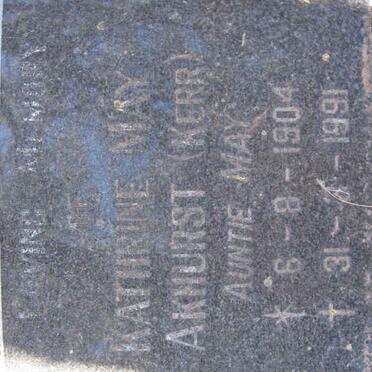 LOVING MEMORY
OF
KATHRINE MAY
AKHURST (KERR)
AUNTIE MAY
* 6-8-1904
† 31- -1991